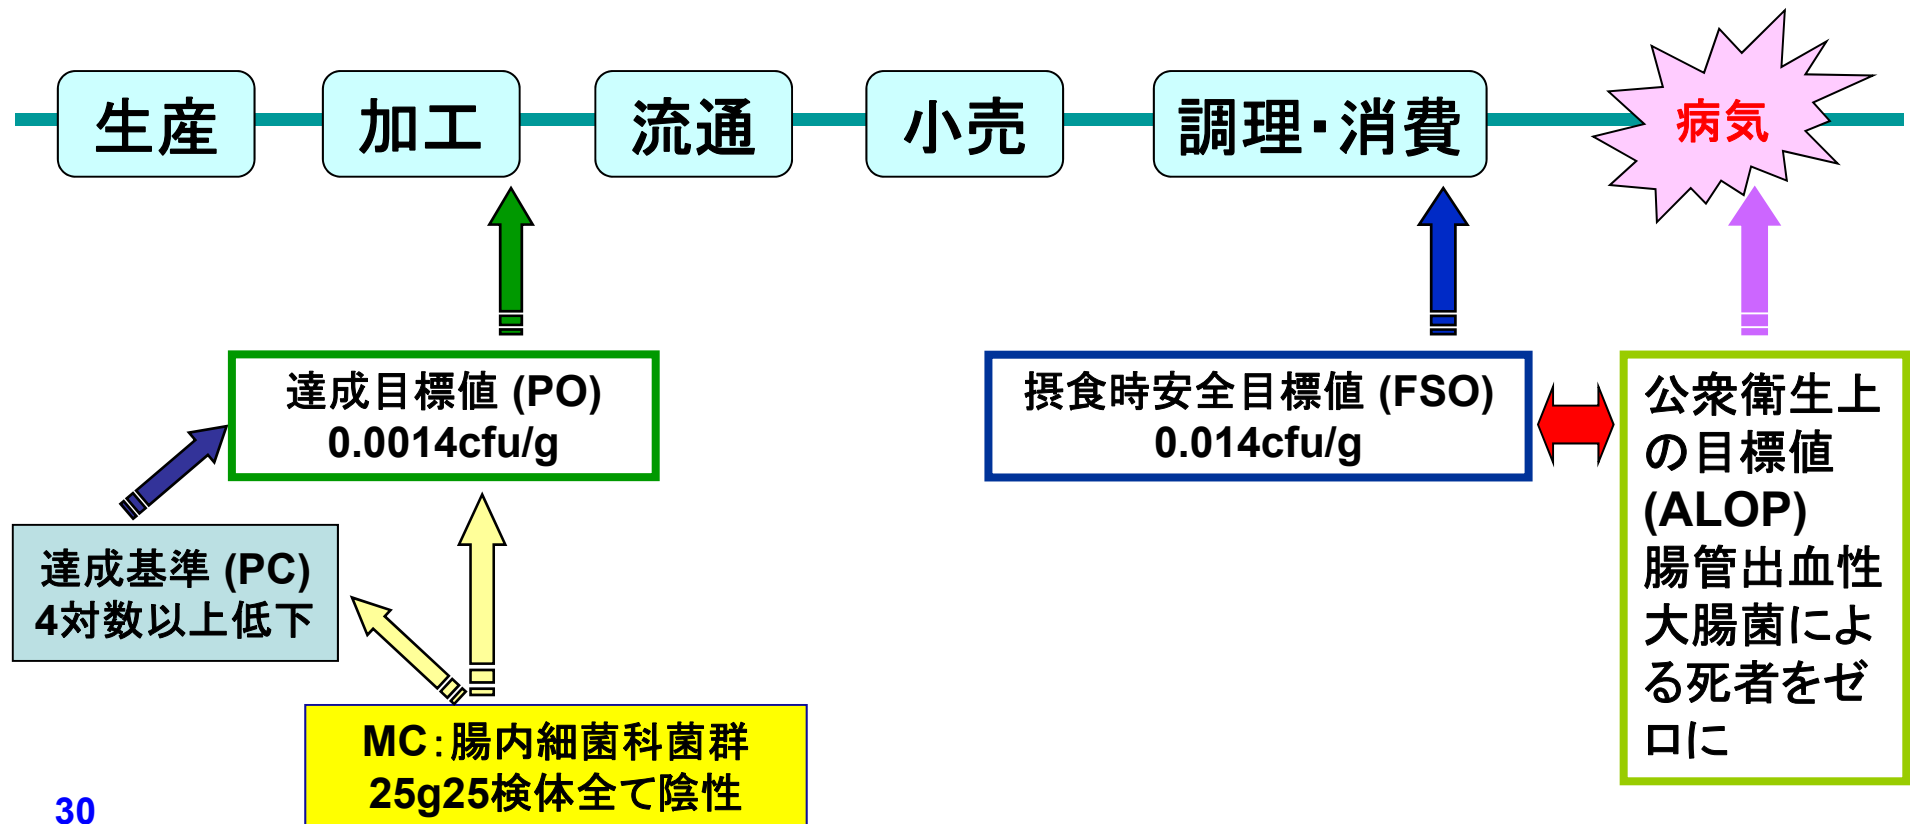 生産
加工
流通
小売
調理・消費
病気
達成目標値 (PO)
0.0014cfu/g
摂食時安全目標値 (FSO)
0.014cfu/g
公衆衛生上
の目標値
(ALOP)
腸管出血性
大腸菌によ
る死者をゼ
ロに
達成基準 (PC)
4対数以上低下
MC:腸内細菌科菌群
25g25検体全て陰性
30